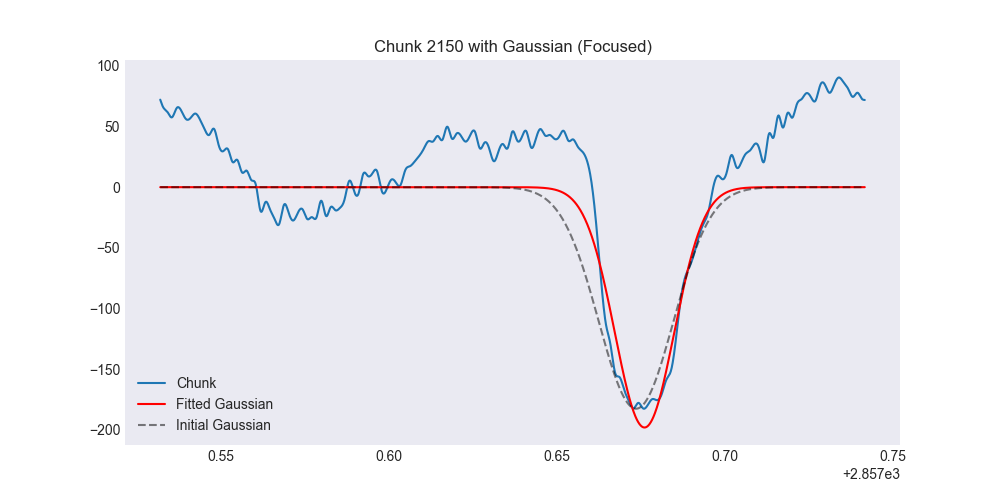 Chunk 2150 with Gaussian (Focused)
100
50
0
−50
−100
−150
−200
Chunk
Fitted Gaussian
Initial Gaussian
0.55 0.60 0.65 0.70 0.75
+2.857e3